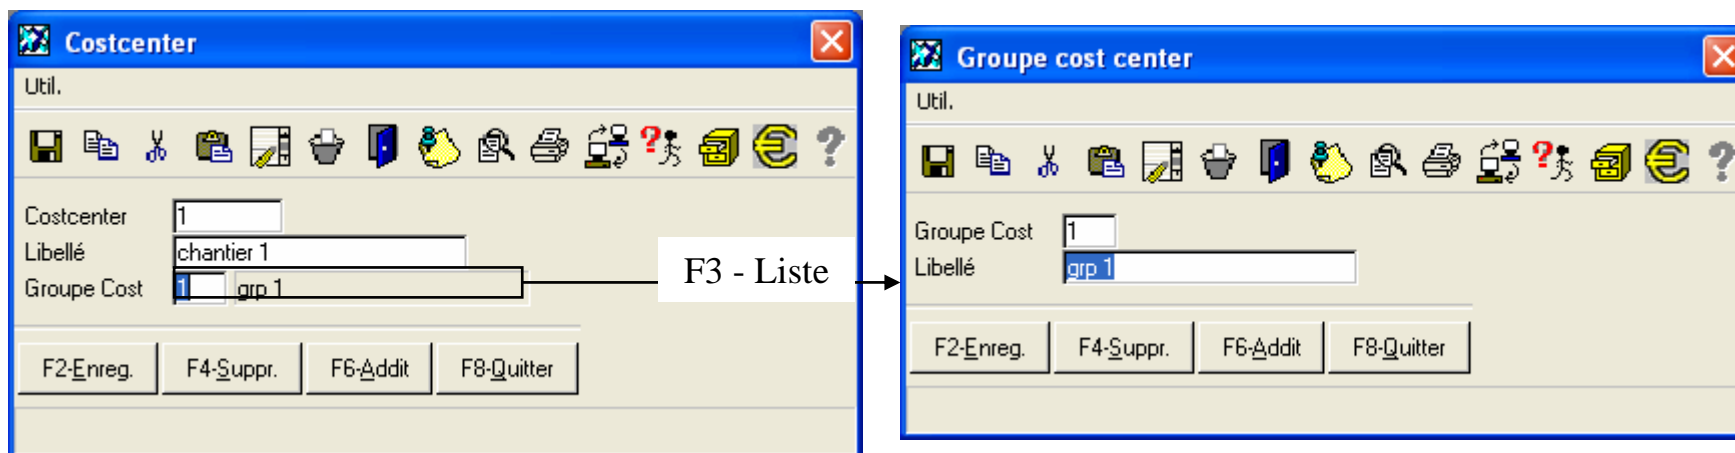 Costcenter
Util.
Costcenter 1
Libellé chantier 1
Groupe Cost 1 grp 1
F2-Enreg. F4-Suppr. F6-Addit F8-Quitter
F3 - Liste
Groupe cost center
Util.
Groupe Cost 1
Libellé grp 1
F2-Enreg. F4-Suppr. F6-Addit F8-Quitter